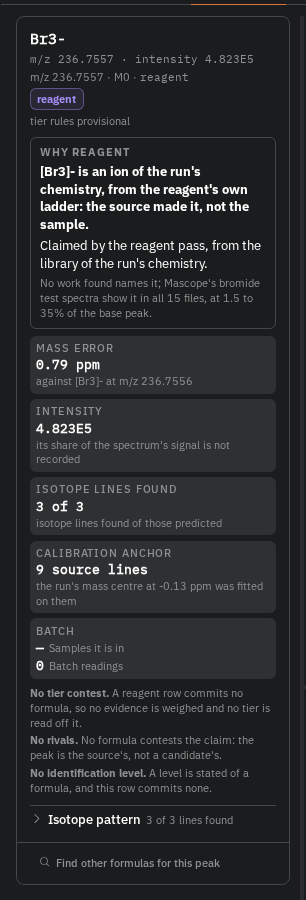 Br3-
m/z 236.7557 · intensity 4.823E5
m/z 236.7557 · M0 · reagent
reagent
tier rules provisional
WHY REAGENT
[Br3]- is an ion of the run's
chemistry, from the reagent's own
ladder: the source made it, not the
sample.
Claimed by the reagent pass, from the
library of the run's chemistry.
No work found names it; Mascope's bromide
test spectra show it in all 15 files, at 1.5 to
35% of the base peak.
MASS ERROR
0.79 ppm
against [Br3]- at m/z 236.7556
INTENSITY
4.823E5
its share of the spectrum's signal is not
recorded
ISOTOPE LINES FOUND
3 of 3
isotope lines found of those predicted
CALIBRATION ANCHOR
9 source lines
the run's mass centre at -0.13 ppm was fitted
on them
BATCH
— Samples it is in
0 Batch readings
No tier contest. A reagent row commits no
formula, so no evidence is weighed and no tier is
read off it.
No rivals. No formula contests the claim: the
peak is the source's, not a candidate's.
No identification level. A level is stated of a
formula, and this row commits none.
Isotope pattern 3 of 3 lines found
Find other formulas for this peak